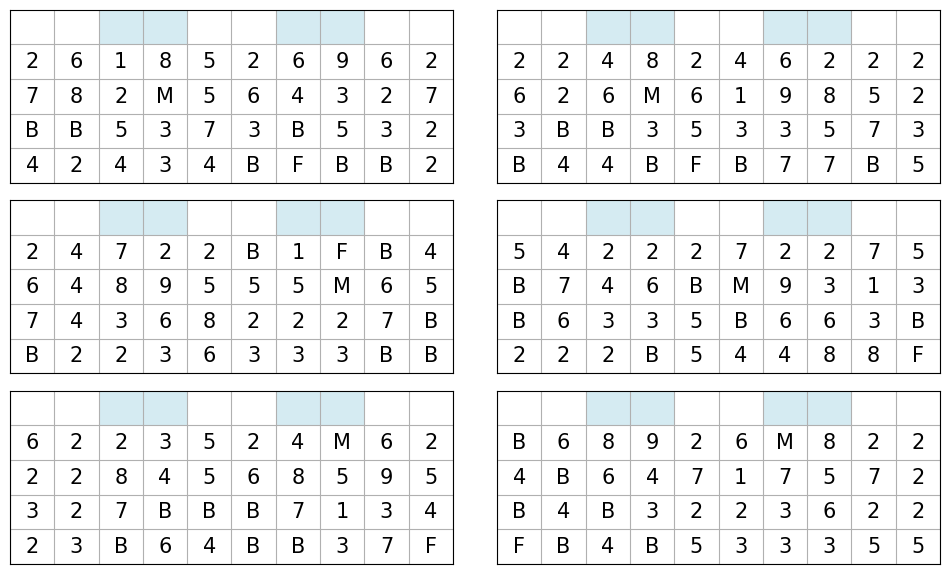 2 6 1 8 5 2 6 9 6 2
7 8 2 M 5 6 4 3 2 7
B B 5 3 7 3 B 5 3 2
4 2 4 3 4 B F B B 2
2 2 4 8 2 4 6 2 2 2
6 2 6 M 6 1 9 8 5 2
3 B B 3 5 3 3 5 7 3
B 4 4 B F B 7 7 B 5
2 4 7 2 2 B 1 F B 4
6 4 8 9 5 5 5 M 6 5
7 4 3 6 8 2 2 2 7 B
B 2 2 3 6 3 3 3 B B
5 4 2 2 2 7 2 2 7 5
B 7 4 6 B M 9 3 1 3
B 6 3 3 5 B 6 6 3 B
2 2 2 B 5 4 4 8 8 F
6 2 2 3 5 2 4 M 6 2
2 2 8 4 5 6 8 5 9 5
3 2 7 B B B 7 1 3 4
2 3 B 6 4 B B 3 7 F
B 6 8 9 2 6 M 8 2 2
4 B 6 4 7 1 7 5 7 2
B 4 B 3 2 2 3 6 2 2
F B 4 B 5 3 3 3 5 5